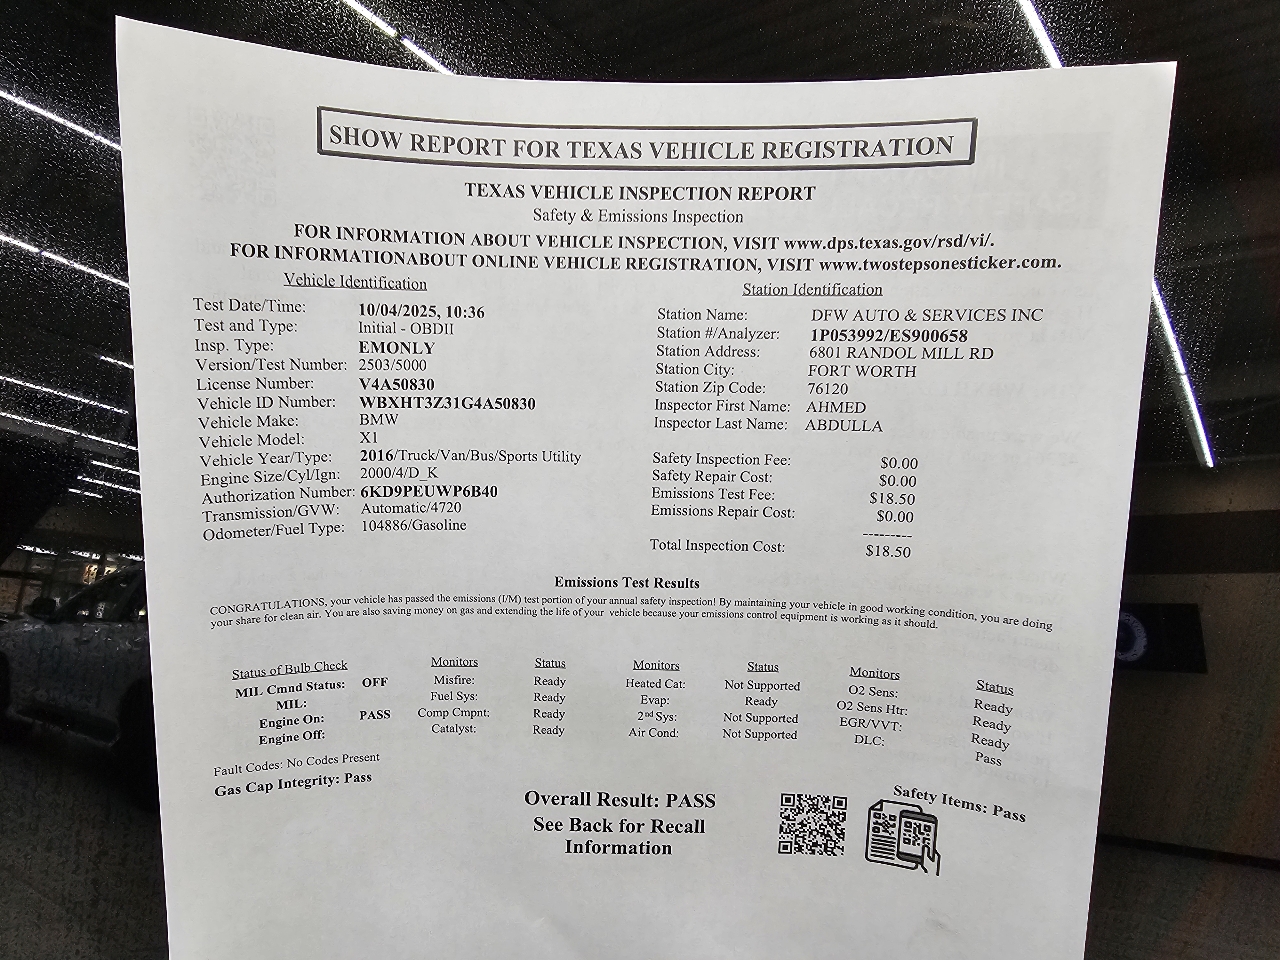 SHOW REPORT FOR TEXAS VEHICLE REGISTRATION
TEXAS VEHICLE INSPECTION REPORT
Safety & Emissions Inspection
FOR INFORMATION ABOUT VEHICLE INSPECTION, VISIT www.dps.texas.gov/rsd/vi/.
FOR INFORMATIONABOUT ONLINE VEHICLE REGISTRATION, VISIT www.twostepsonesticker.com.
Vehicle Identification
Test Date/Time: 10/04/2025, 10:36
Test and Type: Initial - OBDII
Insp. Type: EMONLY
Version/Test Number: 2503/5000
License Number: V4A50830
Vehicle ID Number: WBXHT3Z31G4A50830
Vehicle Make: BMW
Vehicle Model: X1
Vehicle Year/Type: 2016/Truck/Van/Bus/Sports Utility
Engine Size/Cyl/Ign: 2000/4/D_K
Authorization Number: 6KD9PEUWP6B40
Transmission/GVW: Automatic/4720
Odometer/Fuel Type: 104886/Gasoline
Station Identification
Station Name: DFW AUTO & SERVICES INC
Station #/Analyzer: 1P053992/ES900658
Station Address: 6801 RANDOL MILL RD
Station City: FORT WORTH
Station Zip Code: 76120
Inspector First Name: AHMED
Inspector Last Name: ABDULLA
Safety Inspection Fee: $0.00
Safety Repair Cost: $0.00
Emissions Test Fee: $18.50
Emissions Repair Cost: $0.00
---------
Total Inspection Cost: $18.50
Emissions Test Results
CONGRATULATIONS, your vehicle has passed the emissions (I/M) test portion of your annual safety inspection! By maintaining your vehicle in good working condition, you are doing
your share for clean air. You are also saving money on gas and extending the life of your vehicle because your emissions control equipment is working as it should.
Status of Bulb Check
MIL Cmnd Status: OFF
MIL:
Engine On: PASS
Engine Off:
Monitors Status
Misfire: Ready
Fuel Sys: Ready
Comp Cmpnt: Ready
Catalyst: Ready
Monitors Status
Heated Cat: Not Supported
Evap: Ready
2nd Sys: Not Supported
Air Cond: Not Supported
Monitors Status
O2 Sens: Ready
O2 Sens Htr: Ready
EGR/VVT: Ready
DLC: Pass
Fault Codes: No Codes Present
Gas Cap Integrity: Pass
Safety Items: Pass
Overall Result: PASS
See Back for Recall
Information